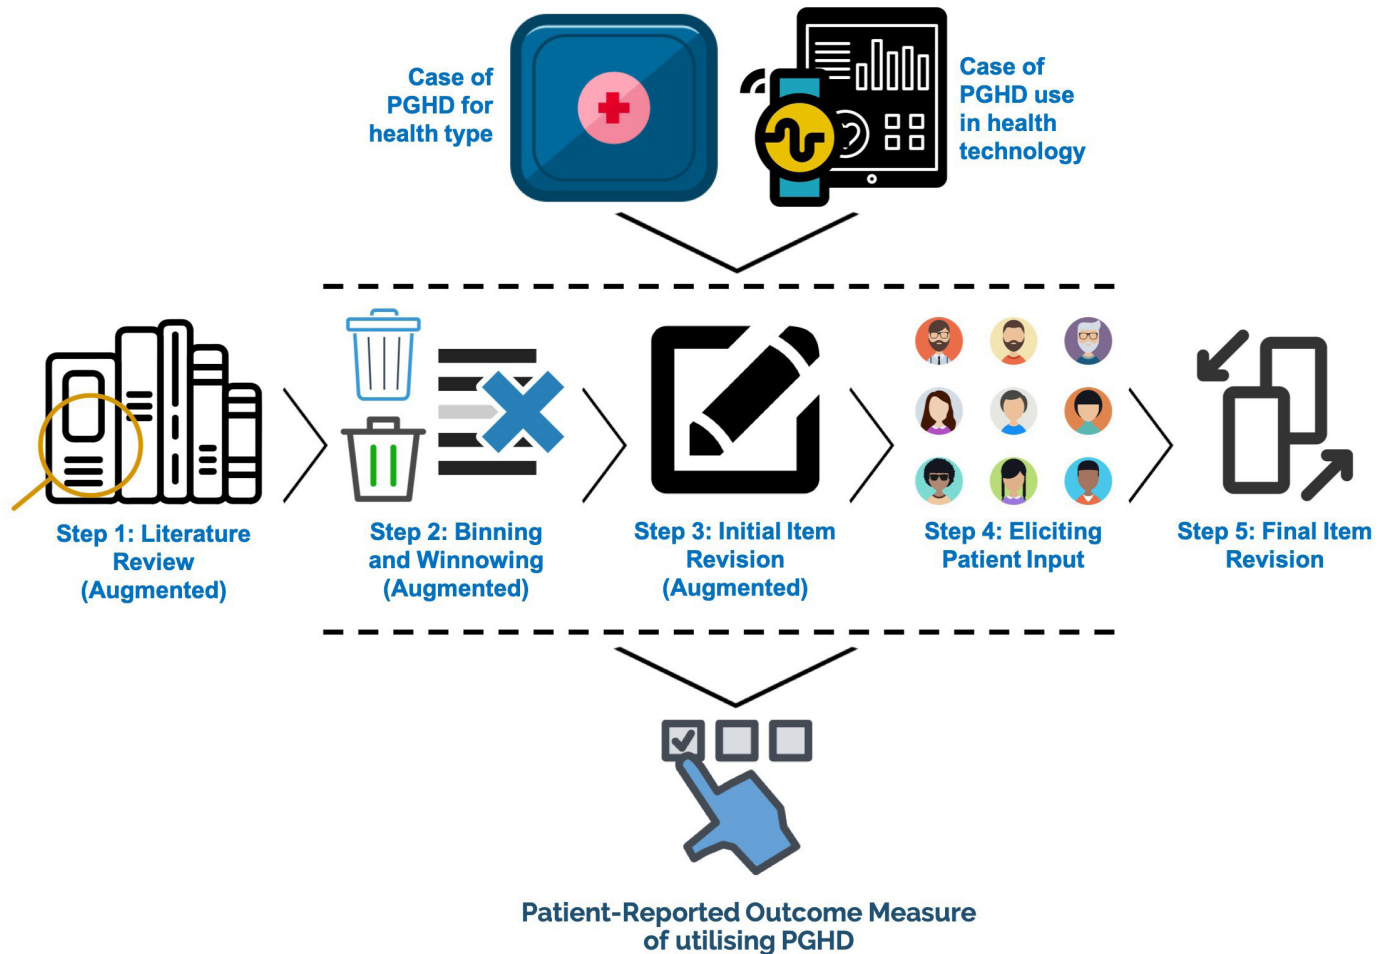 Case of
PGHD for
health type
Case of
PGHD use
in health
technology
Step 1: Literature
Review
(Augmented)
Step 2: Binning
and Winnowing
(Augmented)
Step 3: Initial Item
Revision
(Augmented)
Step 4: Eliciting
Patient Input
Step 5: Final Item
Revision
Patient-Reported Outcome Measure
of utilising PGHD